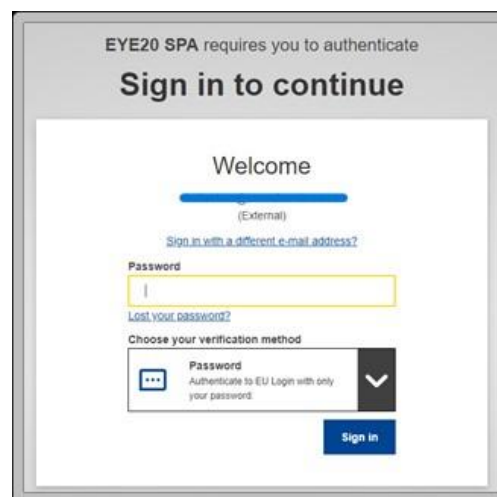 EYE20 SPA requires you to authenticate
Sign in to continue
Welcome
(External)
Sign in with a different e-mail address?
Password
Lost your password?
Choose your verification method
Password
Authenticate to EU Login with only
your password.
Sign in